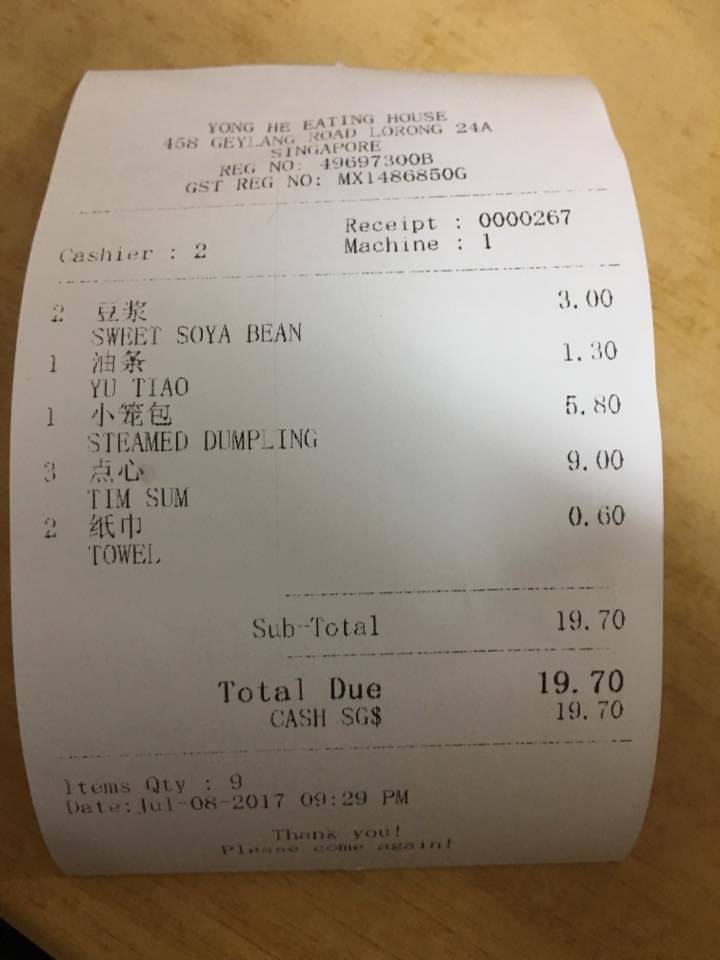 YONG HE EATING HOUSE
458 GEYLANG ROAD LORONG 24A
SINGAPORE
REG NO: 49697300B
GST REG NO: MX1486850G
Receipt : 0000267
Cashier : 2 Machine : 1
2 豆浆 3.00
SWEET SOYA BEAN
1 油条 1.30
YU TIAO
1 小笼包 5.80
STEAMED DUMPLING
3 点心 9.00
TIM SUM
2 纸巾 0.60
TOWEL
Sub-Total 19.70
Total Due 19.70
CASH SG$ 19.70
Items Qty : 9
Date:Jul-08-2017 09:29 PM
Thank you!
Please come again!